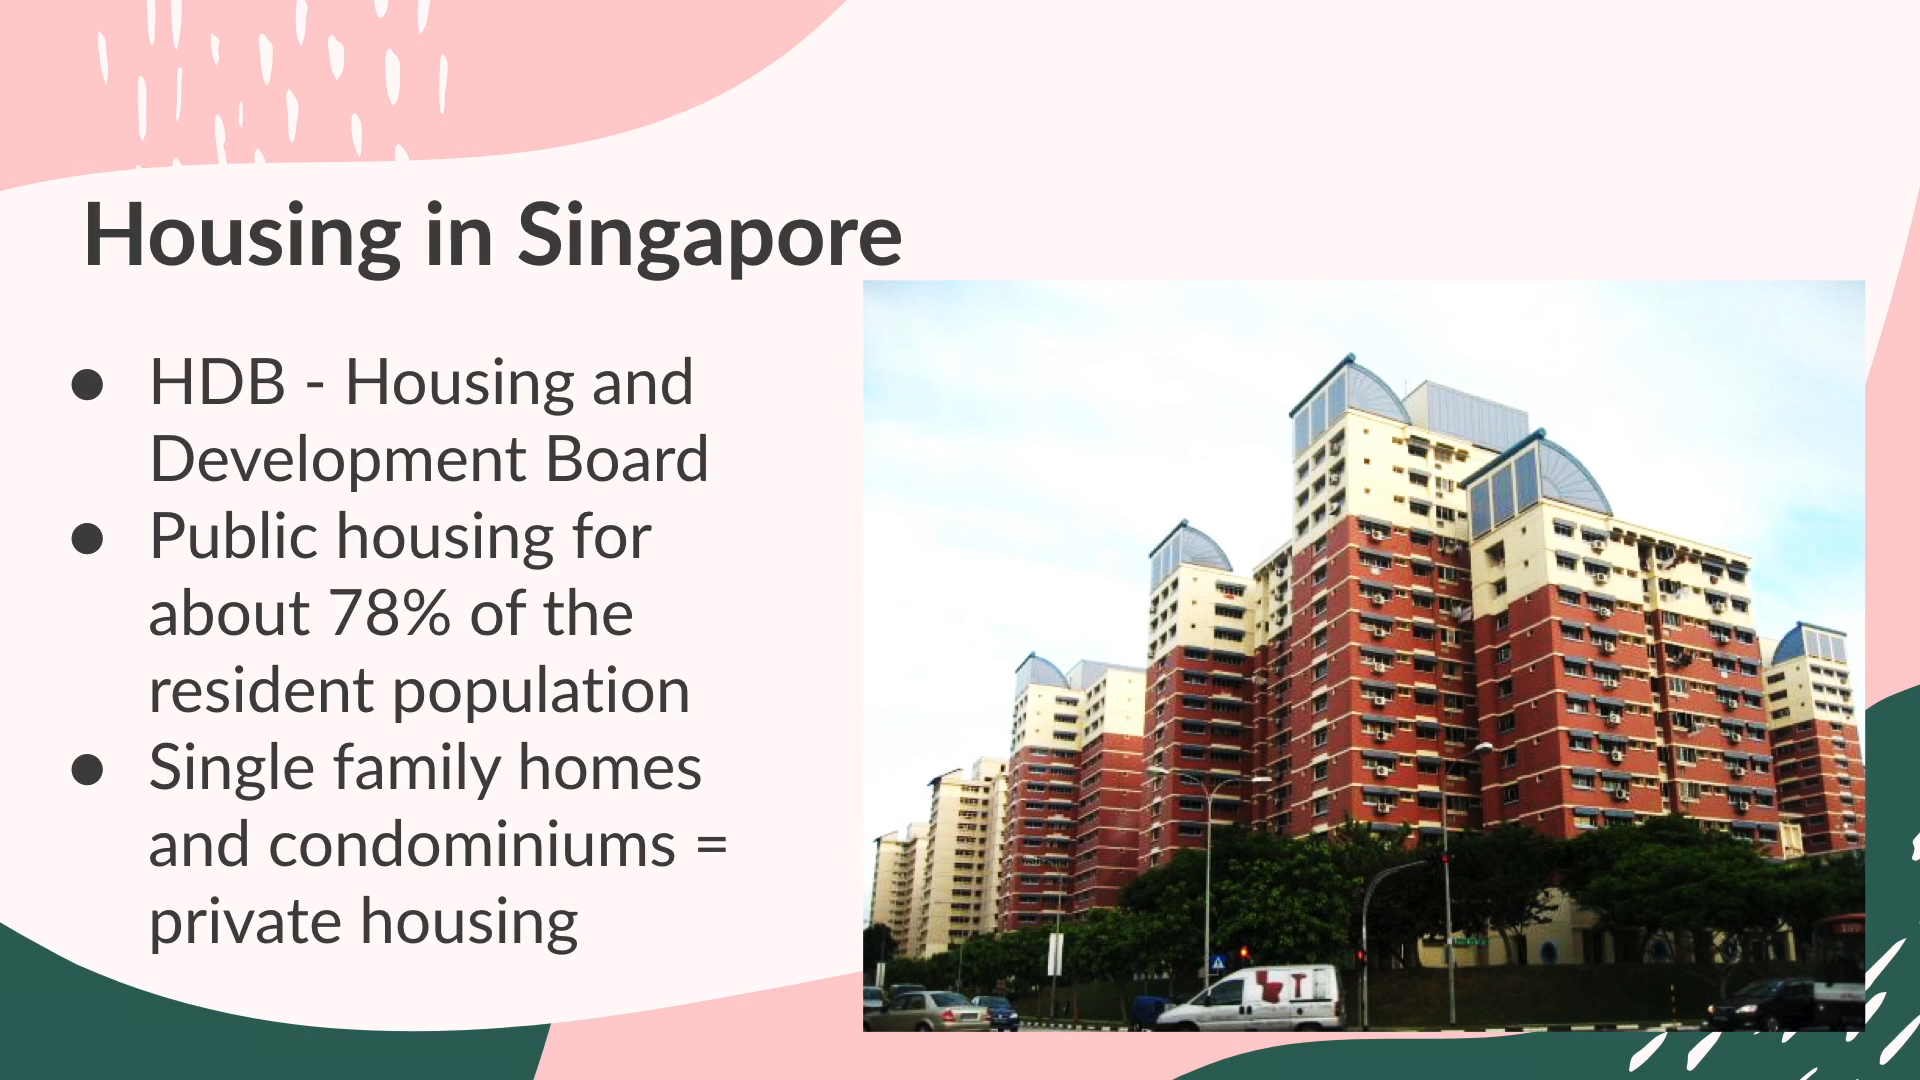 Housing in Singapore
● HDB - Housing and
Development Board
● Public housing for
about 78% of the
resident population
● Single family homes
and condominiums =
private housing